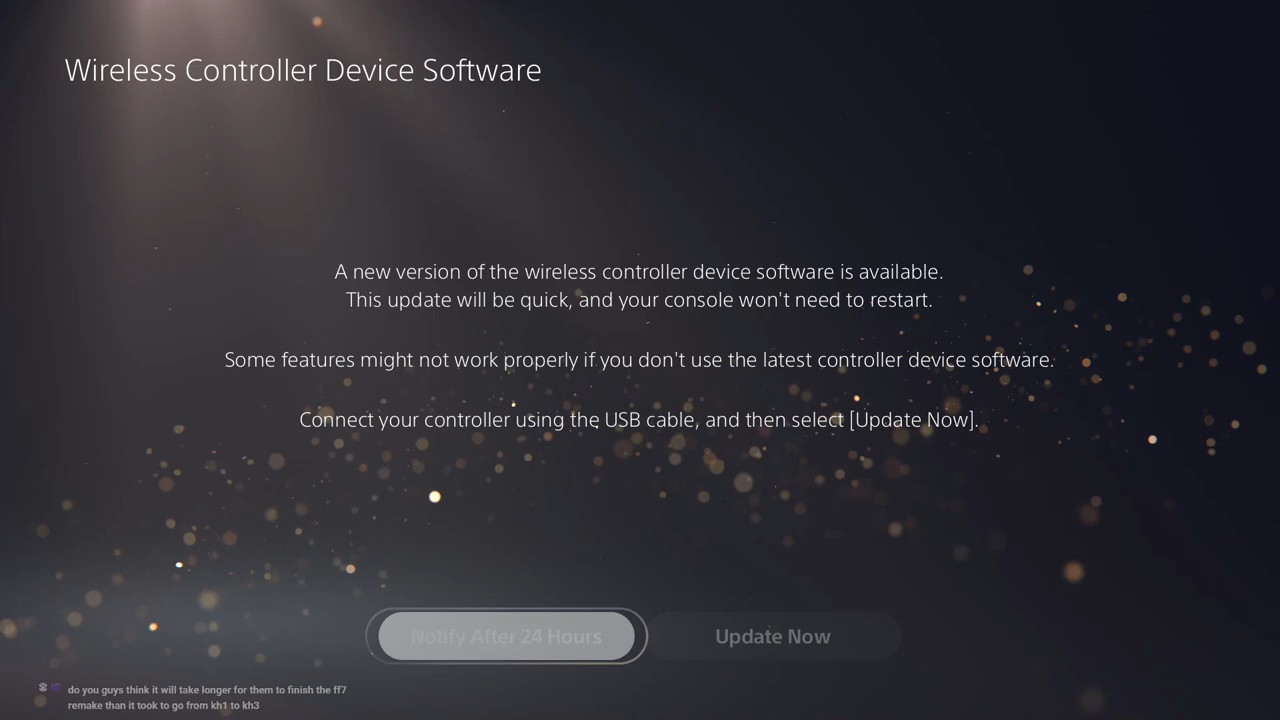 Wireless Controller Device Software
A new version of the wireless controller device software is available.
This update will be quick, and your console won't need to restart.
Some features might not work properly if you don't use the latest controller device software.
Connect your controller using the USB cable, and then select [Update Now].
Notify After 24 Hours
Update Now
do you guys think it will take longer for them to finish the ff7
remake than it took to go from kh1 to kh3